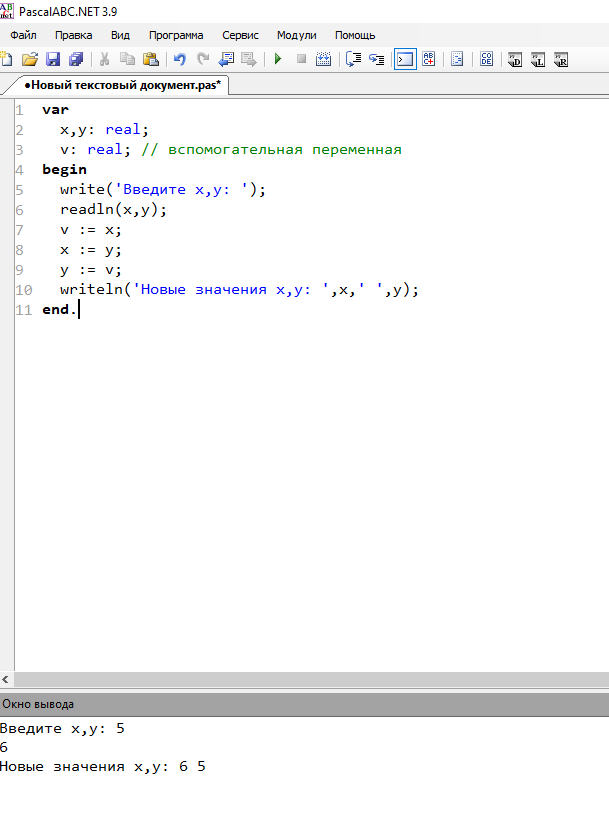 PascalABC.NET 3.9
Файл Правка Вид Программа Сервис Модули Помощь
●Новый текстовый документ.pas*
1 var
2 x,y: real;
3 v: real; // вспомогательная переменная
4 begin
5 write('Введите x,y: ');
6 readln(x,y);
7 v := x;
8 x := y;
9 y := v;
10 writeln('Новые значения x,y: ',x,' ',y);
11 end.
Окно вывода
Введите x,y: 5
6
Новые значения x,y: 6 5